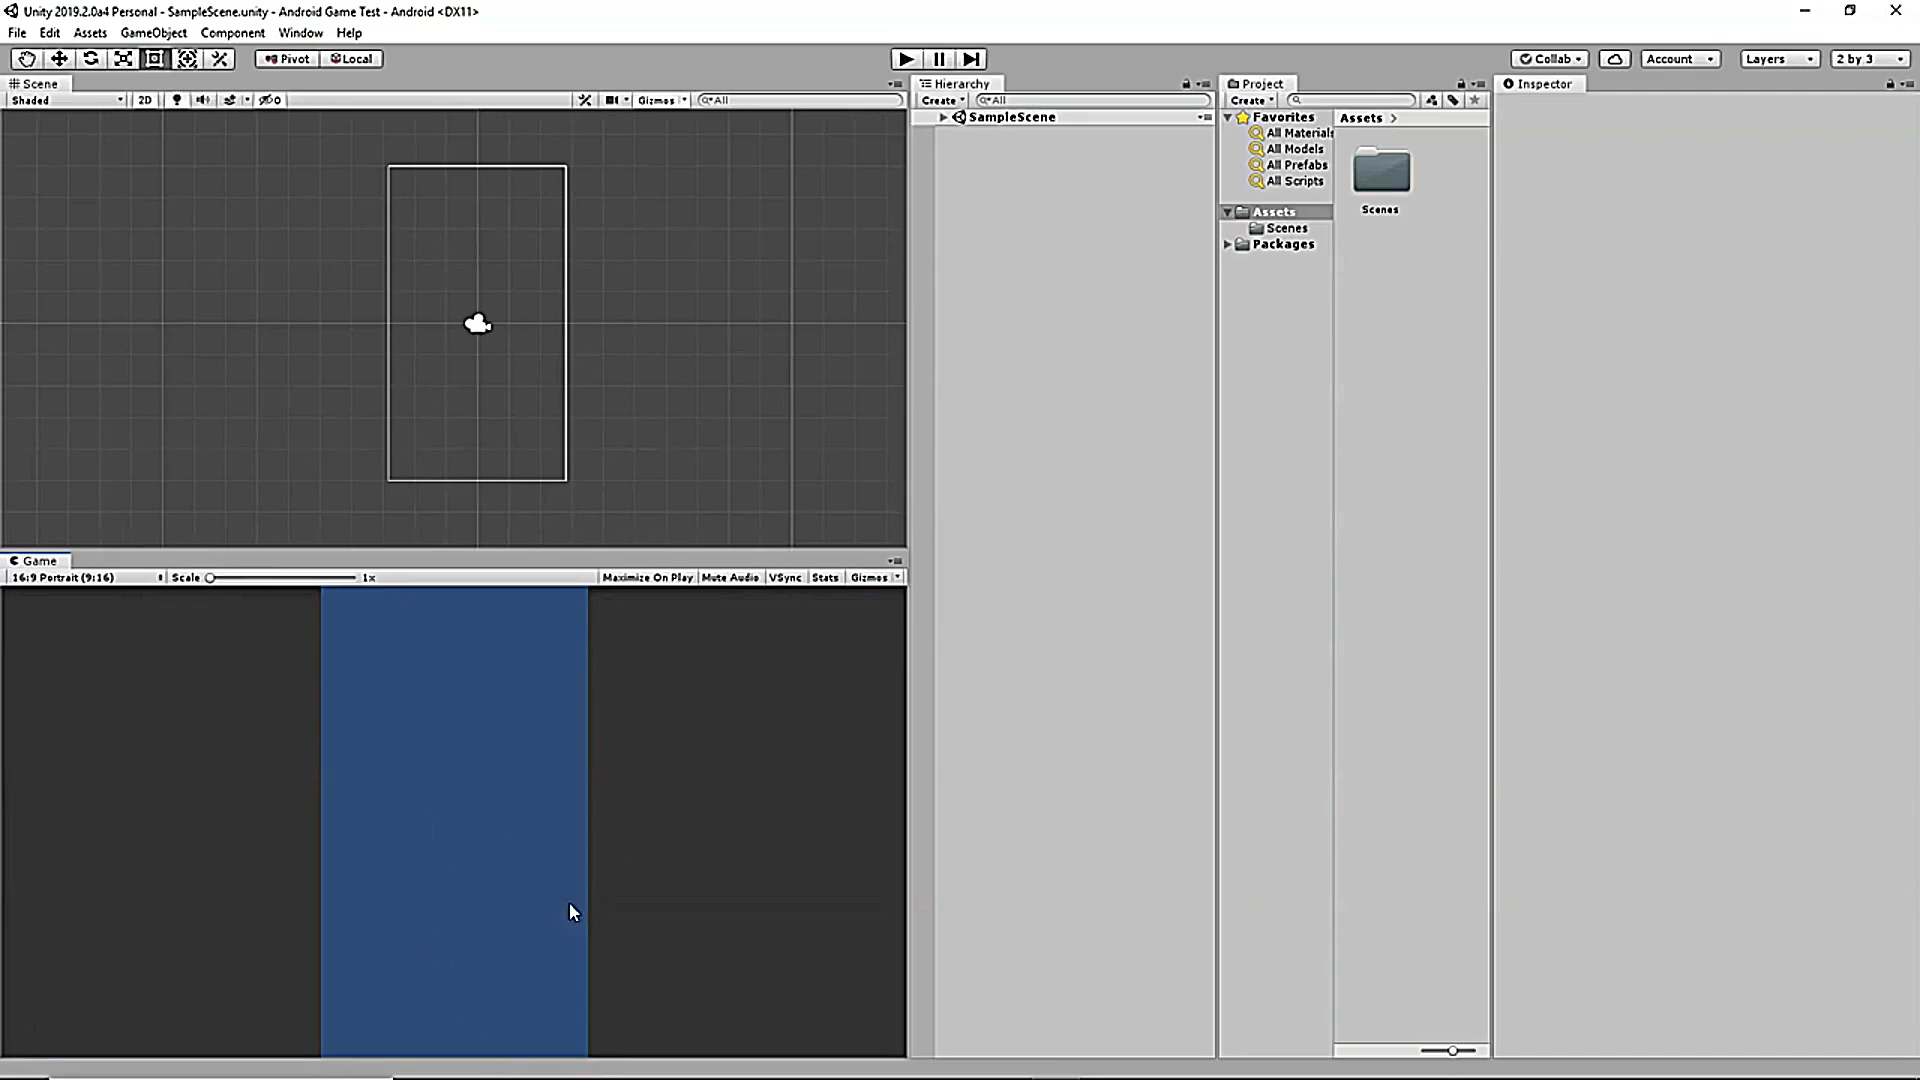 Unity 2019.2.0a4 Personal - SampleScene.unity - Android Game Test - Android <DX11>
File Edit Assets GameObject Component Window Help
Pivot Local
Collab Account Layers 2 by 3
Scene
Shaded 2D 0 Gizmos All
Hierarchy
Create All
SampleScene
Project
Create
Favorites
All Materials
All Models
All Prefabs
All Scripts
Assets
Scenes
Packages
Assets >
Scenes
Inspector
Game
16:9 Portrait (9:16) Scale 1x Maximize On Play Mute Audio VSync Stats Gizmos